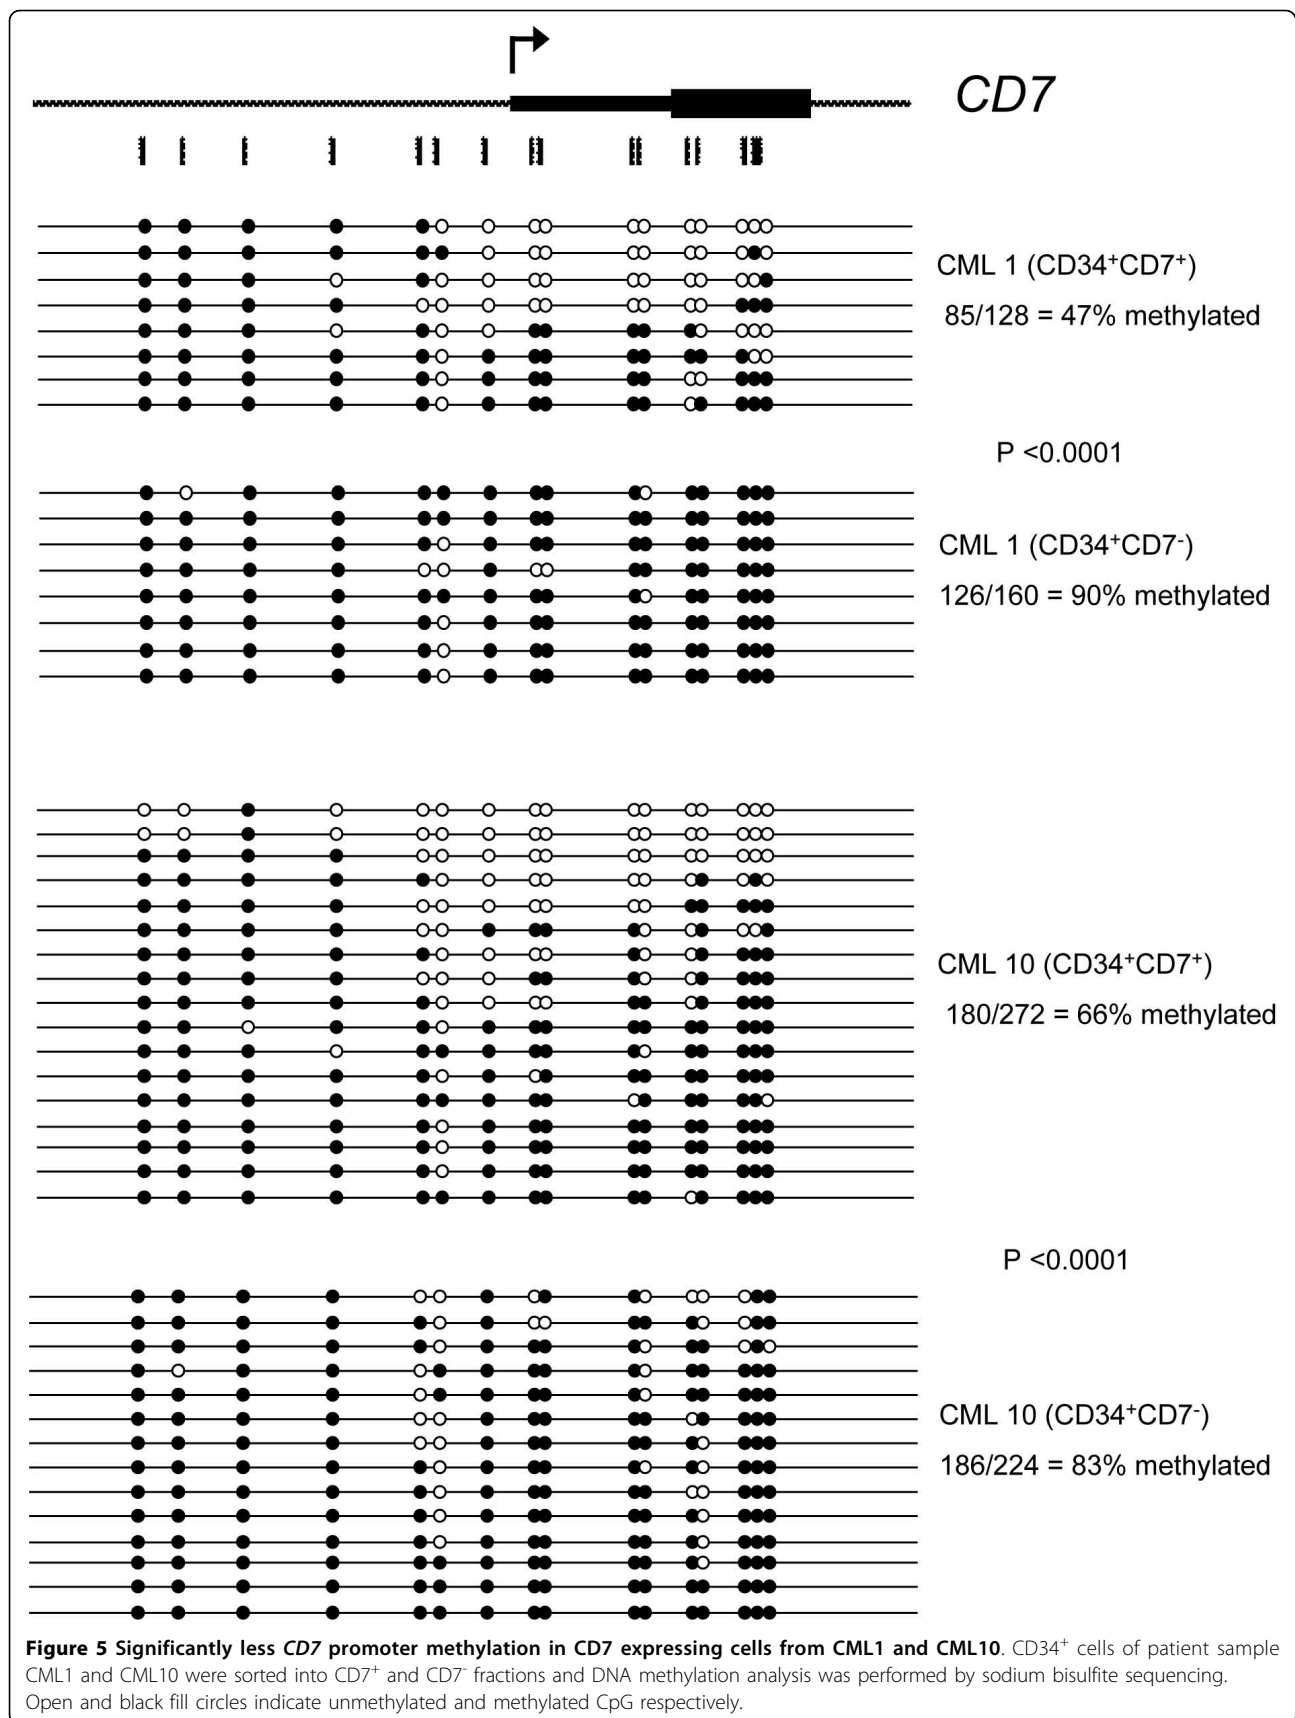 CD7
CML 1 (CD34⁺CD7⁺)
85/128 = 47% methylated
P <0.0001
CML 1 (CD34⁺CD7⁻)
126/160 = 90% methylated
CML 10 (CD34⁺CD7⁺)
180/272 = 66% methylated
P <0.0001
CML 10 (CD34⁺CD7⁻)
186/224 = 83% methylated
Figure 5 Significantly less CD7 promoter methylation in CD7 expressing cells from CML1 and CML10. CD34⁺ cells of patient sample
CML1 and CML10 were sorted into CD7⁺ and CD7⁻ fractions and DNA methylation analysis was performed by sodium bisulfite sequencing.
Open and black fill circles indicate unmethylated and methylated CpG respectively.